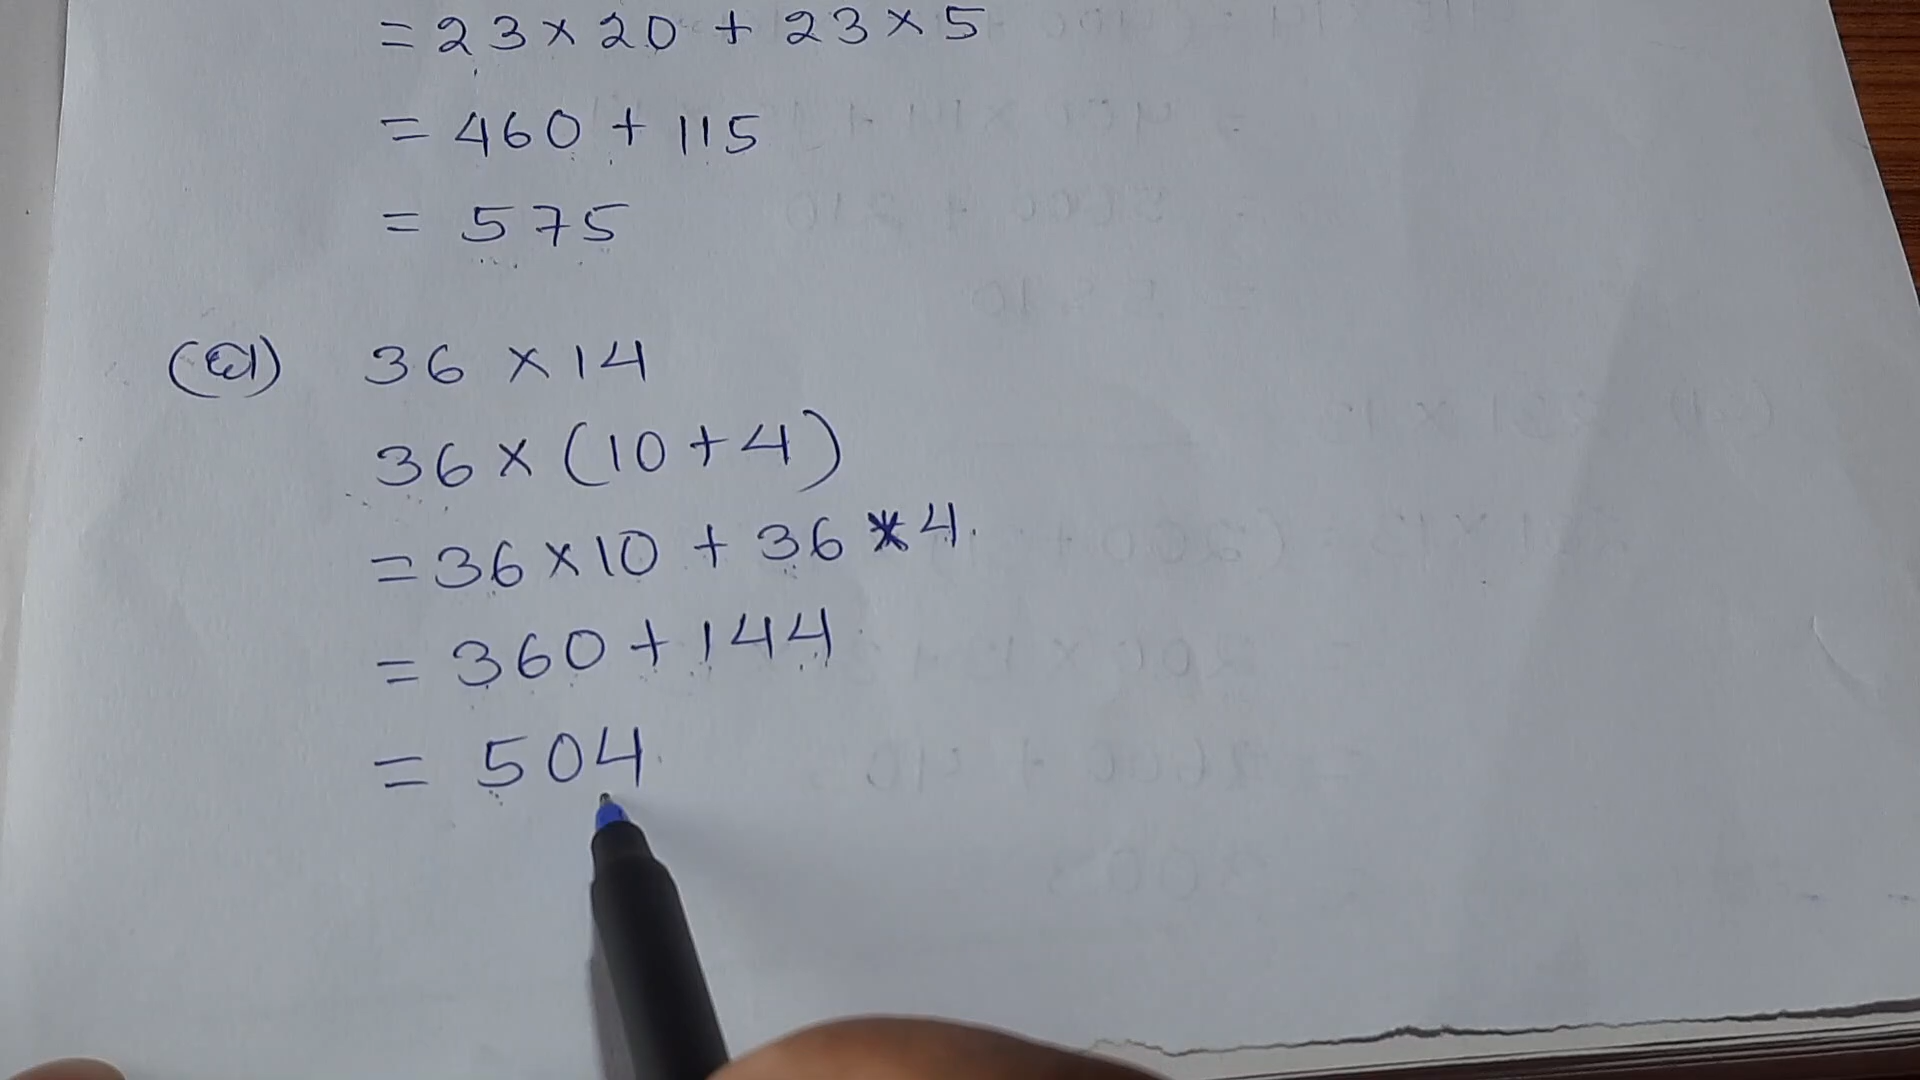 = 23 × 20 + 23 × 5
= 460 + 115
= 575
36 × 14
36 × (10 + 4)
= 36 × 10 + 36 × 4
= 360 + 144
= 504